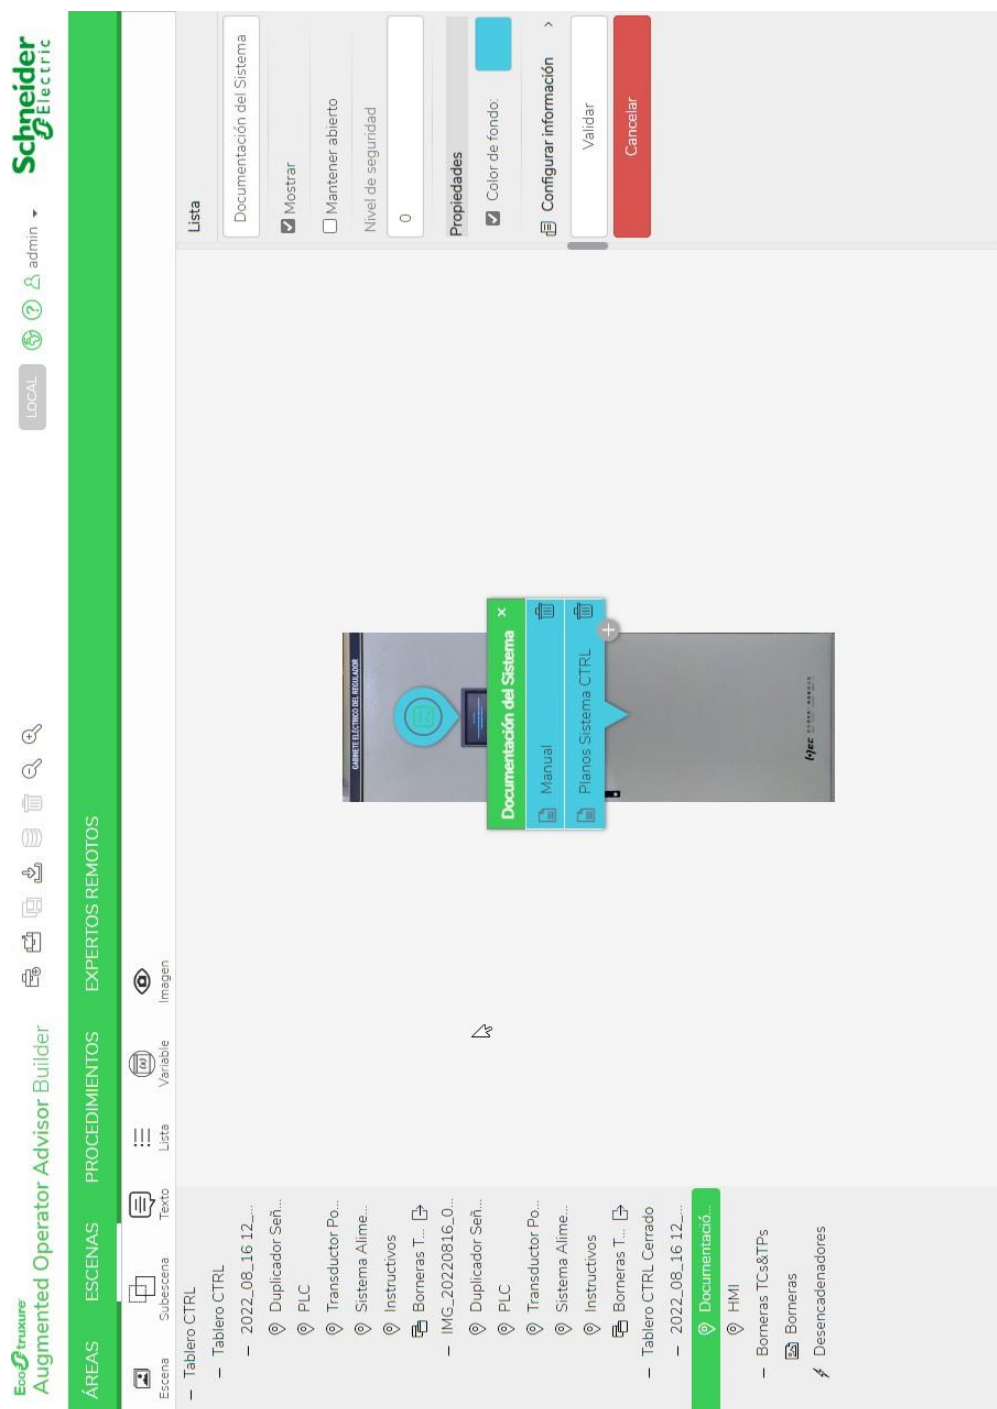 EcoStruxure
Augmented Operator Advisor Builder
LOCAL
admin
Schneider
Electric
ÁREAS
ESCENAS
PROCEDIMIENTOS
EXPERTOS REMOTOS
Escena
Subescena
Texto
Lista
Variable
Imagen
Tablero CTRL
Tablero CTRL
2022_08_16 12_...
Duplicador Señ...
PLC
Transductor Po...
Sistema Alime...
Instructivos
Borneras T...
IMG_20220816_0...
Duplicador Señ...
PLC
Transductor Po...
Sistema Alime...
Instructivos
Borneras T...
Tablero CTRL Cerrado
2022_08_16 12_...
Documentació...
HMI
Borneras TCs&TPs
Borneras
Desencadenadores
GABINETE ELÉCTRICO DEL REGULADOR
Documentación del Sistema
Manual
Planos Sistema CTRL
Lista
Documentación del Sistema
Mostrar
Mantener abierto
Nivel de seguridad
0
Propiedades
Color de fondo:
Configurar información
Validar
Cancelar